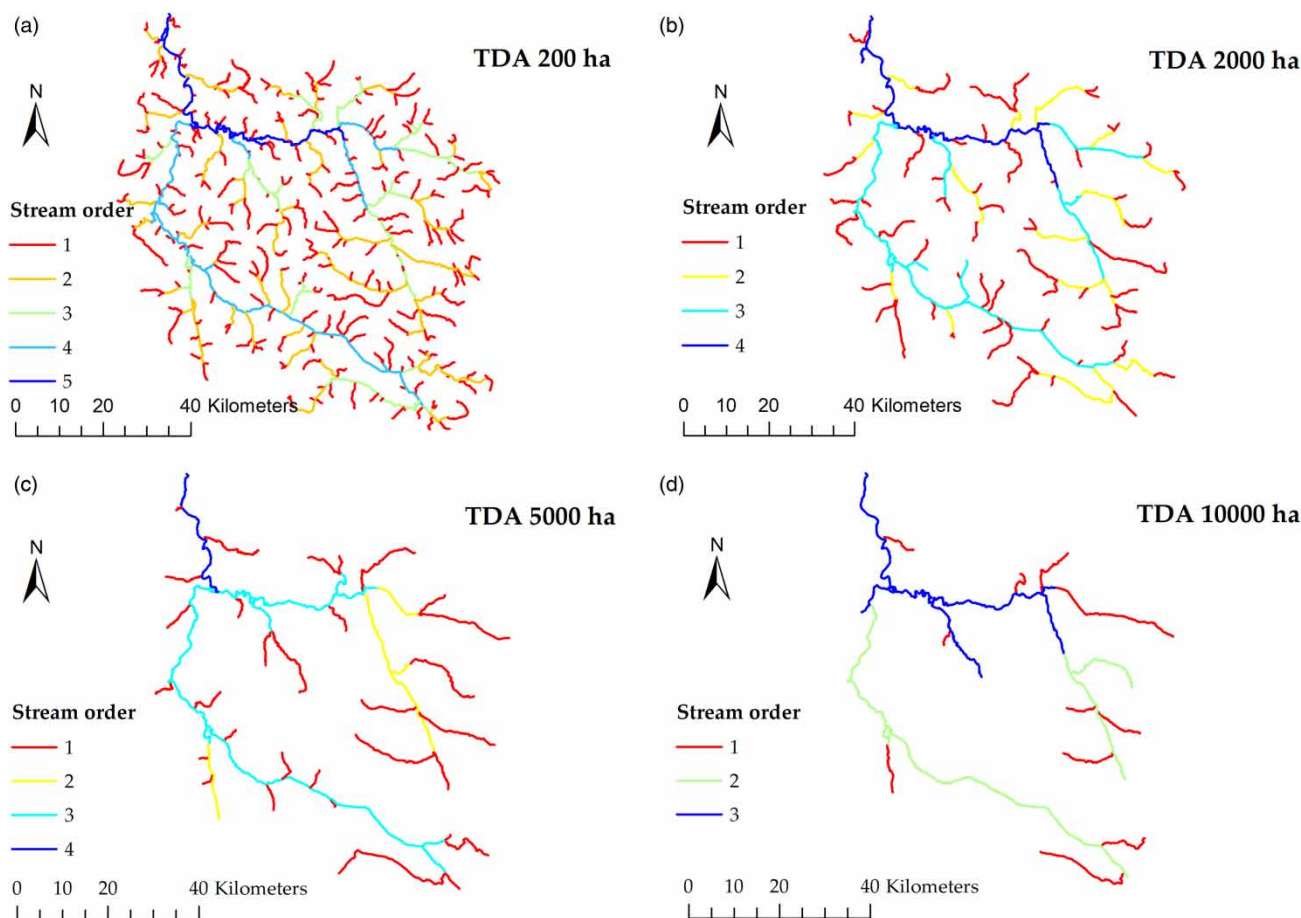 (a)
TDA 200 ha
N
Stream order
1
2
3
4
5
0 10 20 40 Kilometers
(b)
TDA 2000 ha
N
Stream order
1
2
3
4
0 10 20 40 Kilometers
(c)
TDA 5000 ha
N
Stream order
1
2
3
4
0 10 20 40 Kilometers
(d)
TDA 10000 ha
N
Stream order
1
2
3
0 10 20 40 Kilometers